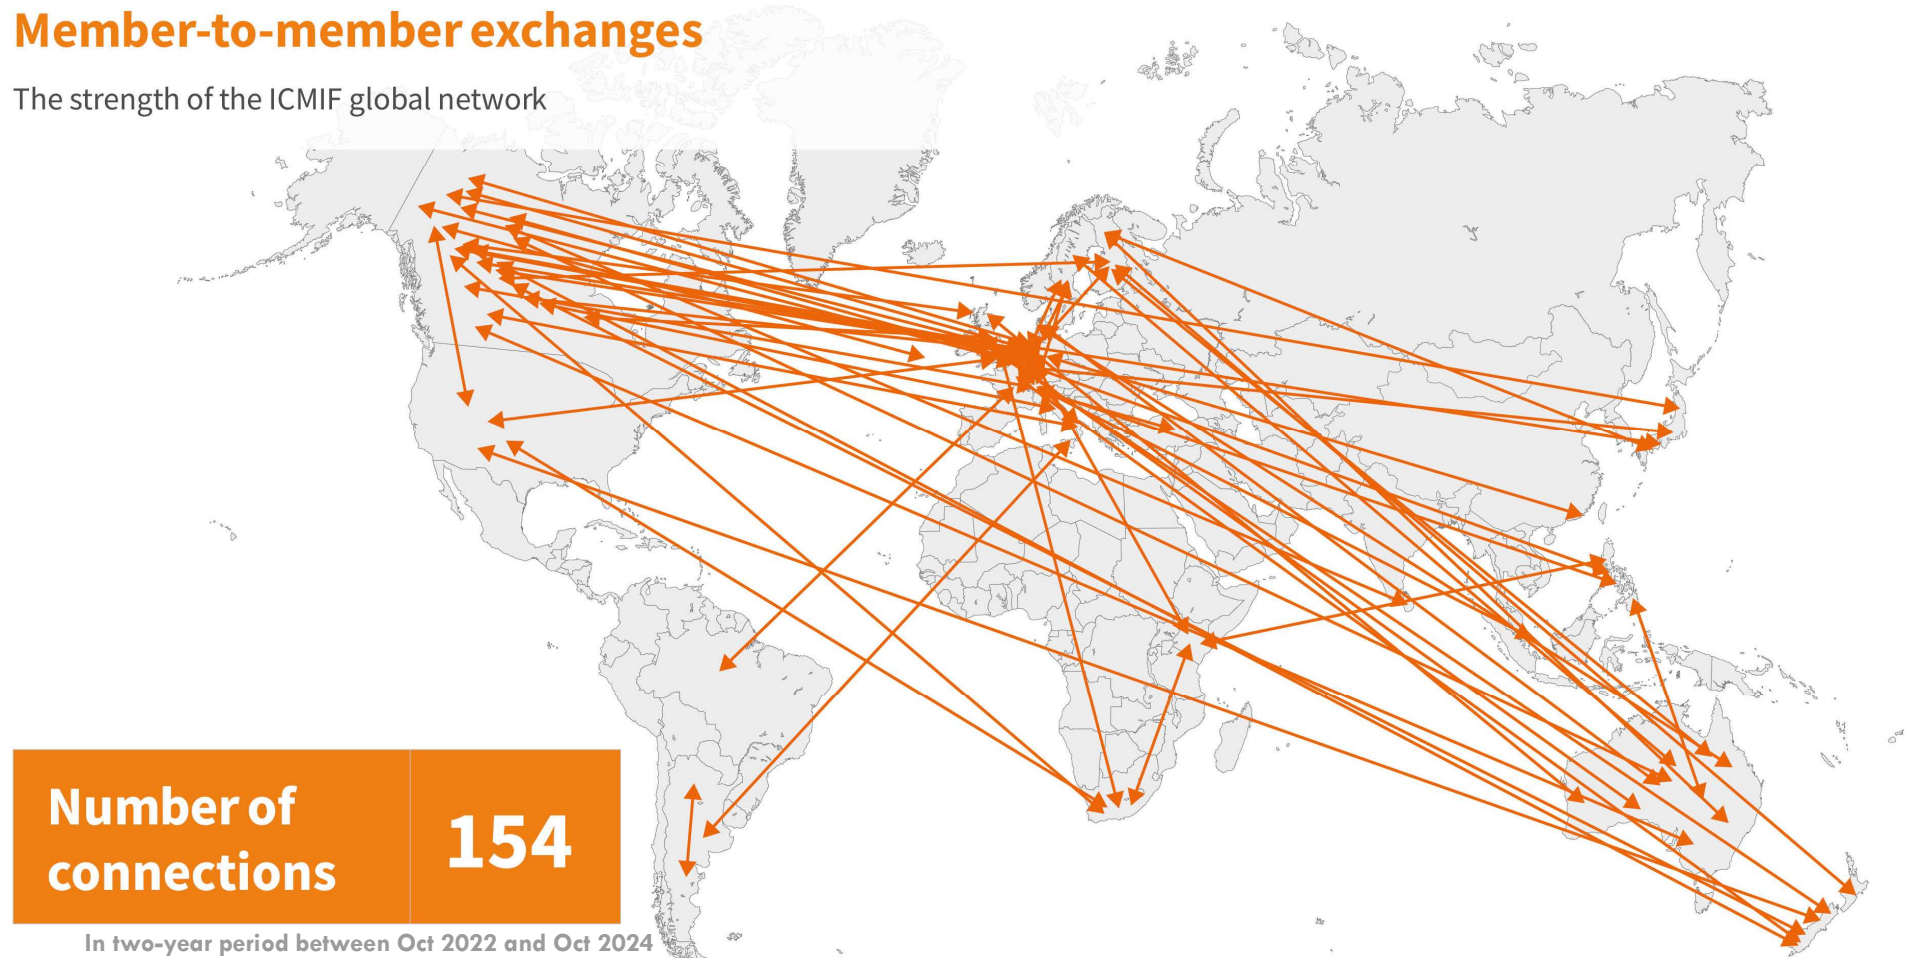 Member-to-member exchanges
The strength of the ICMIF global network
Number of
connections
154
In two-year period between Oct 2022 and Oct 2024